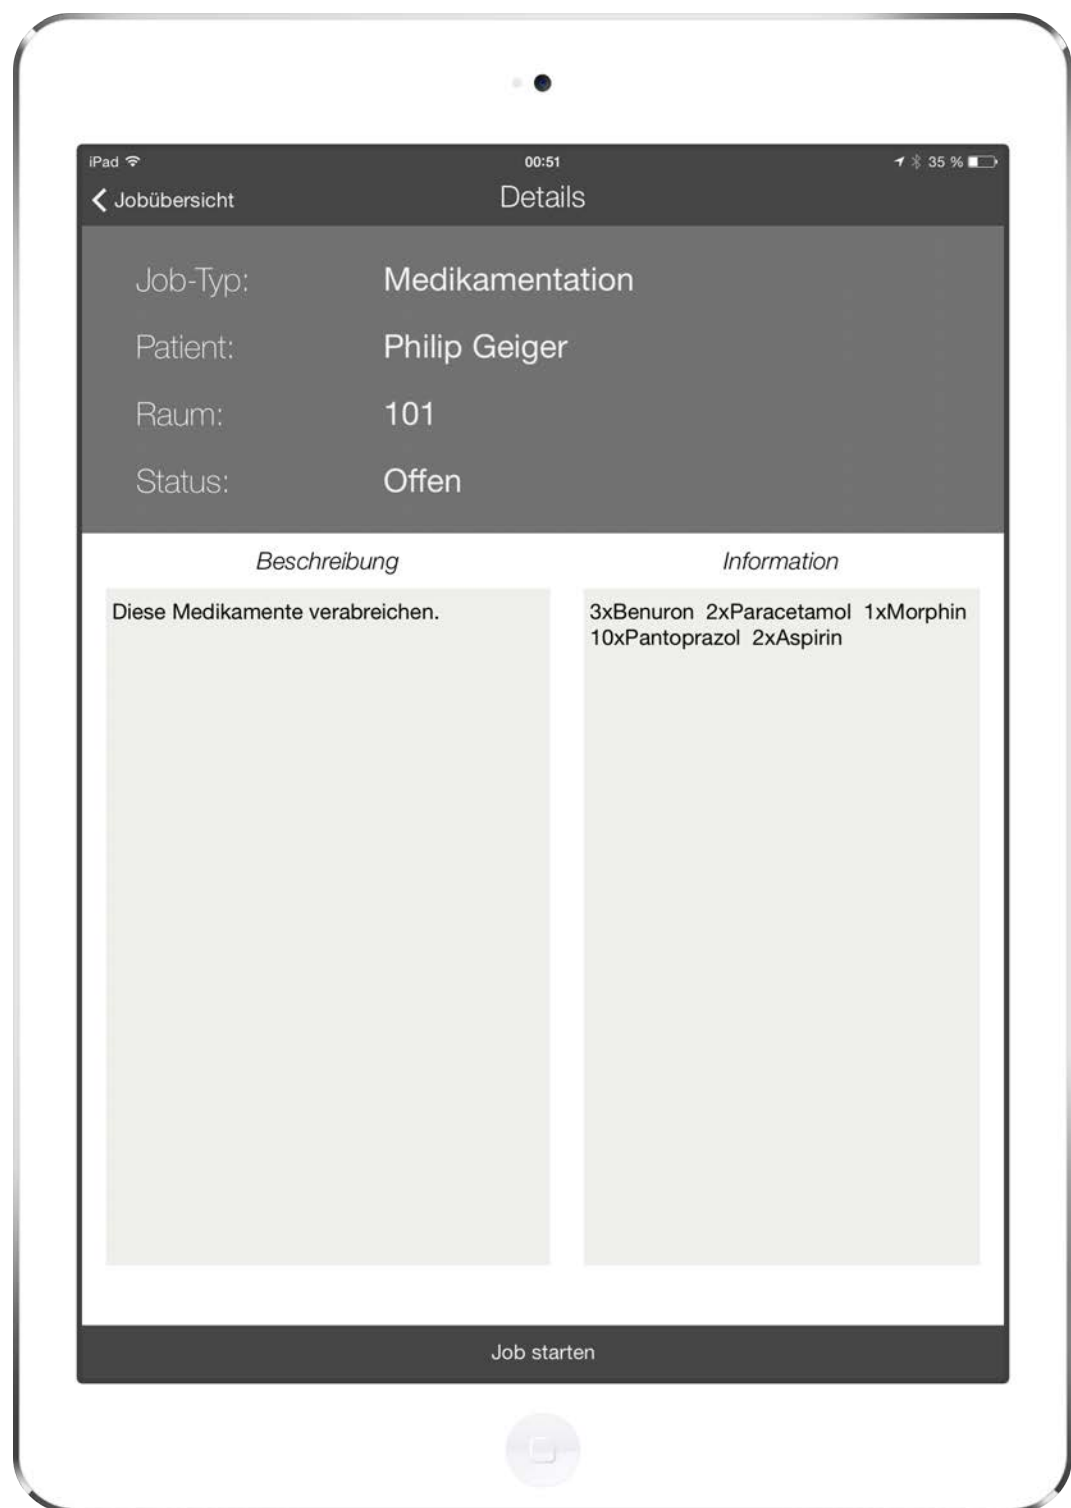 iPad 00:51 35 %
Jobübersicht Details
Job-Typ: Medikamentation
Patient: Philip Geiger
Raum: 101
Status: Offen
Beschreibung Information
Diese Medikamente verabreichen.
3xBenuron 2xParacetamol 1xMorphin
10xPantoprazol 2xAspirin
Job starten